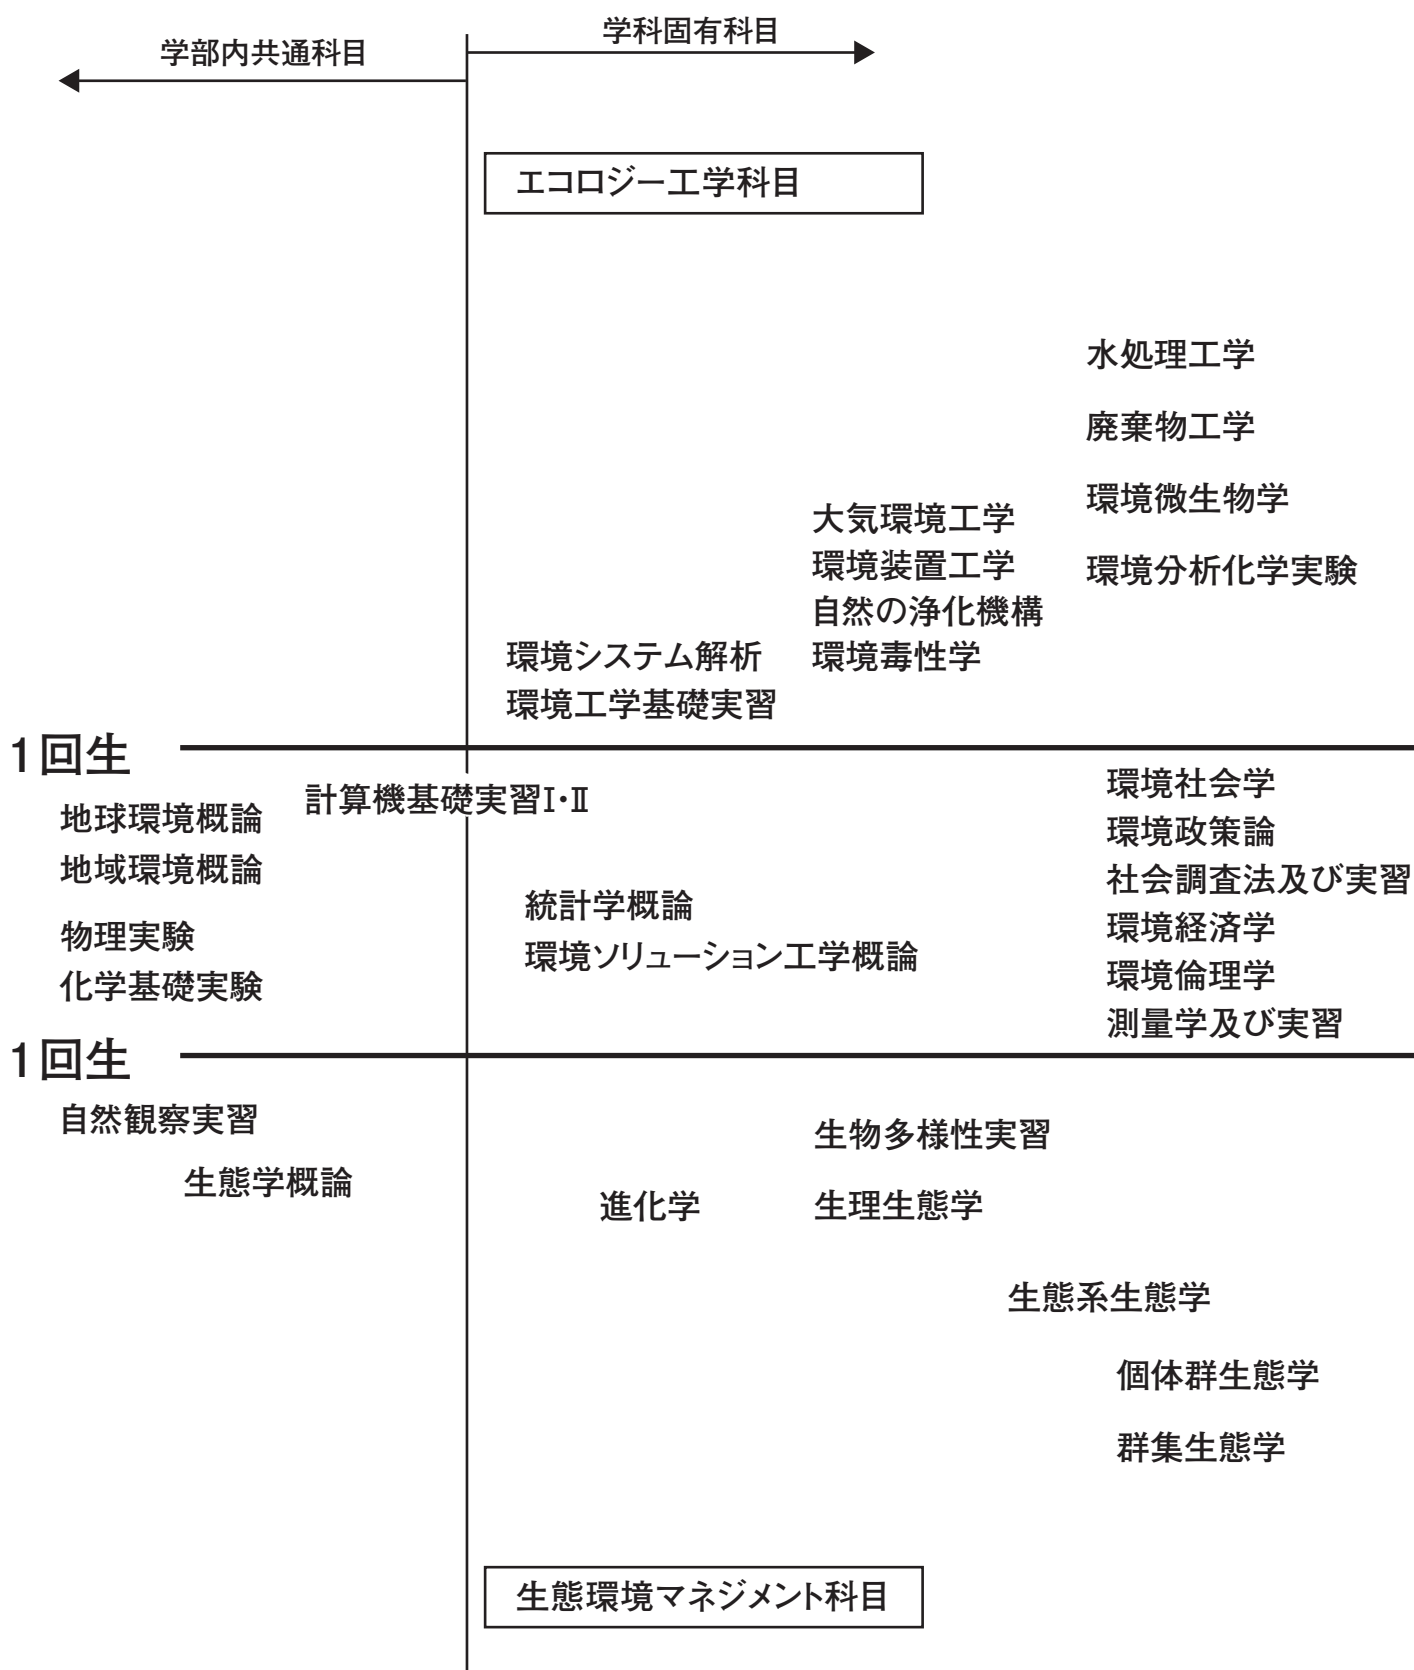 学部内共通科目
学科固有科目
エコロジー工学科目
水処理工学
廃棄物工学
環境微生物学
環境分析化学実験
大気環境工学
環境装置工学
自然の浄化機構
環境毒性学
環境システム解析
環境工学基礎実習
1回生
計算機基礎実習I・II
地球環境概論
地域環境概論
物理実験
化学基礎実験
統計学概論
環境ソリューション工学概論
環境社会学
環境政策論
社会調査法及び実習
環境経済学
環境倫理学
測量学及び実習
1回生
自然観察実習
生態学概論
進化学
生物多様性実習
生理生態学
生態系生態学
個体群生態学
群集生態学
生態環境マネジメント科目